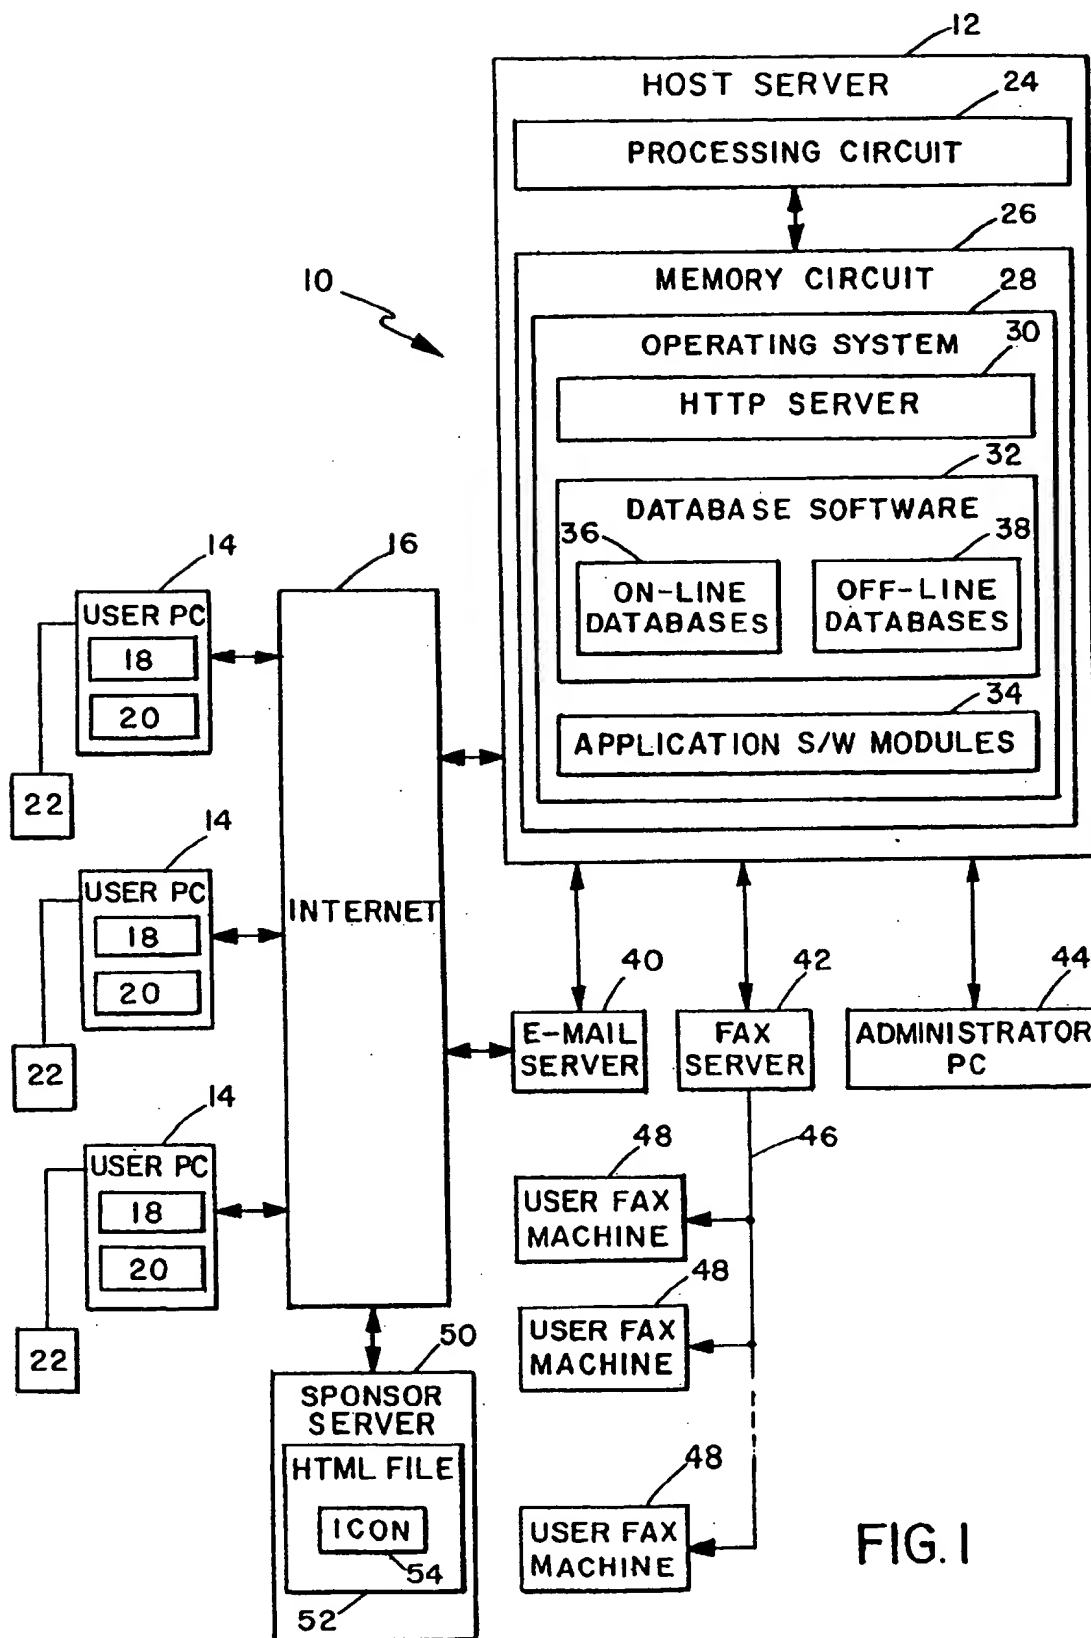 12
HOST SERVER
24
PROCESSING CIRCUIT
26
MEMORY CIRCUIT
10
28
OPERATING SYSTEM
30
HTTP SERVER
32
DATABASE SOFTWARE
36
38
ON-LINE
DATABASES
OFF-LINE
DATABASES
34
APPLICATION S/W MODULES
14
USER PC
18
20
22
14
USER PC
18
20
22
14
USER PC
18
20
22
16
INTERNET
40
E-MAIL
SERVER
42
FAX
SERVER
44
ADMINISTRATOR
PC
46
48
USER FAX
MACHINE
48
USER FAX
MACHINE
48
USER FAX
MACHINE
50
SPONSOR
SERVER
HTML FILE
ICON
54
52
FIG. 1